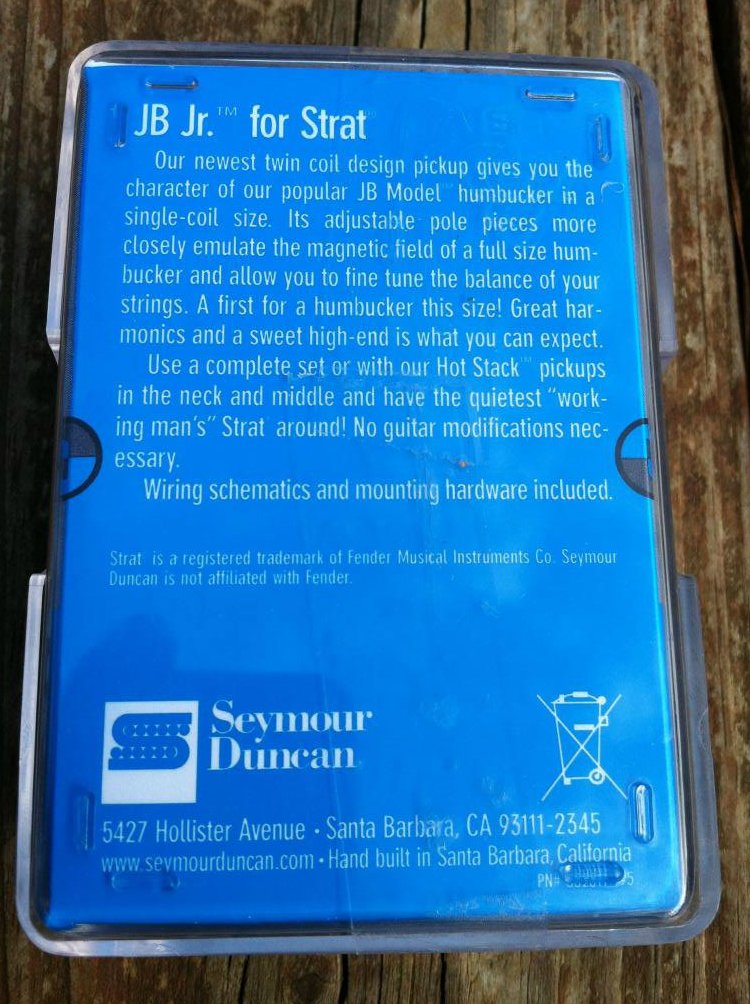 JB Jr.™ for Strat®
Our newest twin coil design pickup gives you the
character of our popular JB Model™ humbucker in a
single-coil size. Its adjustable pole pieces more
closely emulate the magnetic field of a full size hum-
bucker and allow you to fine tune the balance of your
strings. A first for a humbucker this size! Great har-
monics and a sweet high-end is what you can expect.
Use a complete set or with our Hot Stack™ pickups
in the neck and middle and have the quietest "work-
ing man's" Strat around! No guitar modifications nec-
essary.
Wiring schematics and mounting hardware included.
Strat is a registered trademark of Fender Musical Instruments Co. Seymour
Duncan is not affiliated with Fender.
Seymour
Duncan
5427 Hollister Avenue • Santa Barbara, CA 93111-2345
www.seymourduncan.com • Hand built in Santa Barbara, California
PN#